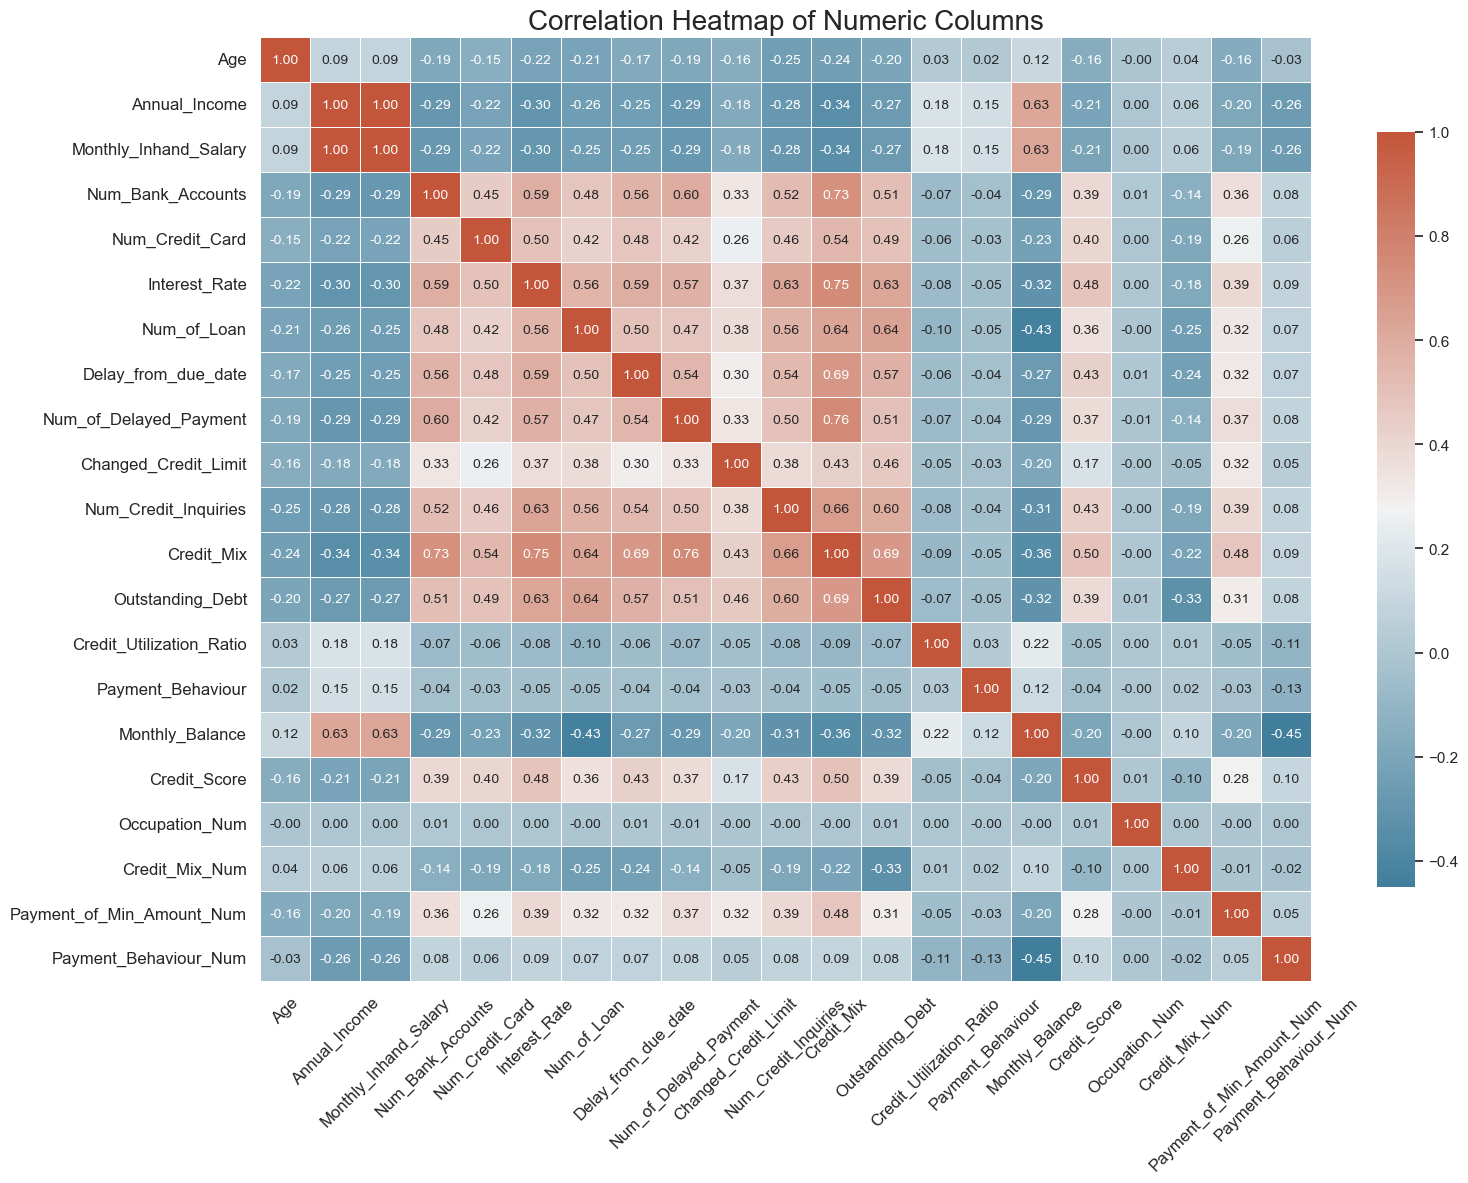 Correlation Heatmap of Numeric Columns
Age 1.00 0.09 0.09 -0.19 -0.15 -0.22 -0.21 -0.17 -0.19 -0.16 -0.25 -0.24 -0.20 0.03 0.02 0.12 -0.16 -0.00 0.04 -0.16 -0.03
Annual_Income 0.09 1.00 1.00 -0.29 -0.22 -0.30 -0.26 -0.25 -0.29 -0.18 -0.28 -0.34 -0.27 0.18 0.15 0.63 -0.21 0.00 0.06 -0.20 -0.26
Monthly_Inhand_Salary 0.09 1.00 1.00 -0.29 -0.22 -0.30 -0.25 -0.25 -0.29 -0.18 -0.28 -0.34 -0.27 0.18 0.15 0.63 -0.21 0.00 0.06 -0.19 -0.26
Num_Bank_Accounts -0.19 -0.29 -0.29 1.00 0.45 0.59 0.48 0.56 0.60 0.33 0.52 0.73 0.51 -0.07 -0.04 -0.29 0.39 0.01 -0.14 0.36 0.08
Num_Credit_Card -0.15 -0.22 -0.22 0.45 1.00 0.50 0.42 0.48 0.42 0.26 0.46 0.54 0.49 -0.06 -0.03 -0.23 0.40 0.00 -0.19 0.26 0.06
Interest_Rate -0.22 -0.30 -0.30 0.59 0.50 1.00 0.56 0.59 0.57 0.37 0.63 0.75 0.63 -0.08 -0.05 -0.32 0.48 0.00 -0.18 0.39 0.09
Num_of_Loan -0.21 -0.26 -0.25 0.48 0.42 0.56 1.00 0.50 0.47 0.38 0.56 0.64 0.64 -0.10 -0.05 -0.43 0.36 -0.00 -0.25 0.32 0.07
Delay_from_due_date -0.17 -0.25 -0.25 0.56 0.48 0.59 0.50 1.00 0.54 0.30 0.54 0.69 0.57 -0.06 -0.04 -0.27 0.43 0.01 -0.24 0.32 0.07
Num_of_Delayed_Payment -0.19 -0.29 -0.29 0.60 0.42 0.57 0.47 0.54 1.00 0.33 0.50 0.76 0.51 -0.07 -0.04 -0.29 0.37 -0.01 -0.14 0.37 0.08
Changed_Credit_Limit -0.16 -0.18 -0.18 0.33 0.26 0.37 0.38 0.30 0.33 1.00 0.38 0.43 0.46 -0.05 -0.03 -0.20 0.17 -0.00 -0.05 0.32 0.05
Num_Credit_Inquiries -0.25 -0.28 -0.28 0.52 0.46 0.63 0.56 0.54 0.50 0.38 1.00 0.66 0.60 -0.08 -0.04 -0.31 0.43 -0.00 -0.19 0.39 0.08
Credit_Mix -0.24 -0.34 -0.34 0.73 0.54 0.75 0.64 0.69 0.76 0.43 0.66 1.00 0.69 -0.09 -0.05 -0.36 0.50 -0.00 -0.22 0.48 0.09
Outstanding_Debt -0.20 -0.27 -0.27 0.51 0.49 0.63 0.64 0.57 0.51 0.46 0.60 0.69 1.00 -0.07 -0.05 -0.32 0.39 0.01 -0.33 0.31 0.08
Credit_Utilization_Ratio 0.03 0.18 0.18 -0.07 -0.06 -0.08 -0.10 -0.06 -0.07 -0.05 -0.08 -0.09 -0.07 1.00 0.03 0.22 -0.05 0.00 0.01 -0.05 -0.11
Payment_Behaviour 0.02 0.15 0.15 -0.04 -0.03 -0.05 -0.05 -0.04 -0.04 -0.03 -0.04 -0.05 -0.05 0.03 1.00 0.12 -0.04 -0.00 0.02 -0.03 -0.13
Monthly_Balance 0.12 0.63 0.63 -0.29 -0.23 -0.32 -0.43 -0.27 -0.29 -0.20 -0.31 -0.36 -0.32 0.22 0.12 1.00 -0.20 -0.00 0.10 -0.20 -0.45
Credit_Score -0.16 -0.21 -0.21 0.39 0.40 0.48 0.36 0.43 0.37 0.17 0.43 0.50 0.39 -0.05 -0.04 -0.20 1.00 0.01 -0.10 0.28 0.10
Occupation_Num -0.00 0.00 0.00 0.01 0.00 0.00 -0.00 0.01 -0.01 -0.00 -0.00 -0.00 0.01 0.00 -0.00 -0.00 0.01 1.00 0.00 -0.00 0.00
Credit_Mix_Num 0.04 0.06 0.06 -0.14 -0.19 -0.18 -0.25 -0.24 -0.14 -0.05 -0.19 -0.22 -0.33 0.01 0.02 0.10 -0.10 0.00 1.00 -0.01 -0.02
Payment_of_Min_Amount_Num -0.16 -0.20 -0.19 0.36 0.26 0.39 0.32 0.32 0.37 0.32 0.39 0.48 0.31 -0.05 -0.03 -0.20 0.28 -0.00 -0.01 1.00 0.05
Payment_Behaviour_Num -0.03 -0.26 -0.26 0.08 0.06 0.09 0.07 0.07 0.08 0.05 0.08 0.09 0.08 -0.11 -0.13 -0.45 0.10 0.00 -0.02 0.05 1.00
Age
Annual_Income
Monthly_Inhand_Salary
Num_Bank_Accounts
Num_Credit_Card
Interest_Rate
Num_of_Loan
Delay_from_due_date
Num_of_Delayed_Payment
Changed_Credit_Limit
Num_Credit_Inquiries
Credit_Mix
Outstanding_Debt
Credit_Utilization_Ratio
Payment_Behaviour
Monthly_Balance
Credit_Score
Occupation_Num
Credit_Mix_Num
Payment_of_Min_Amount_Num
Payment_Behaviour_Num
1.0
0.8
0.6
0.4
0.2
0.0
−0.2
−0.4